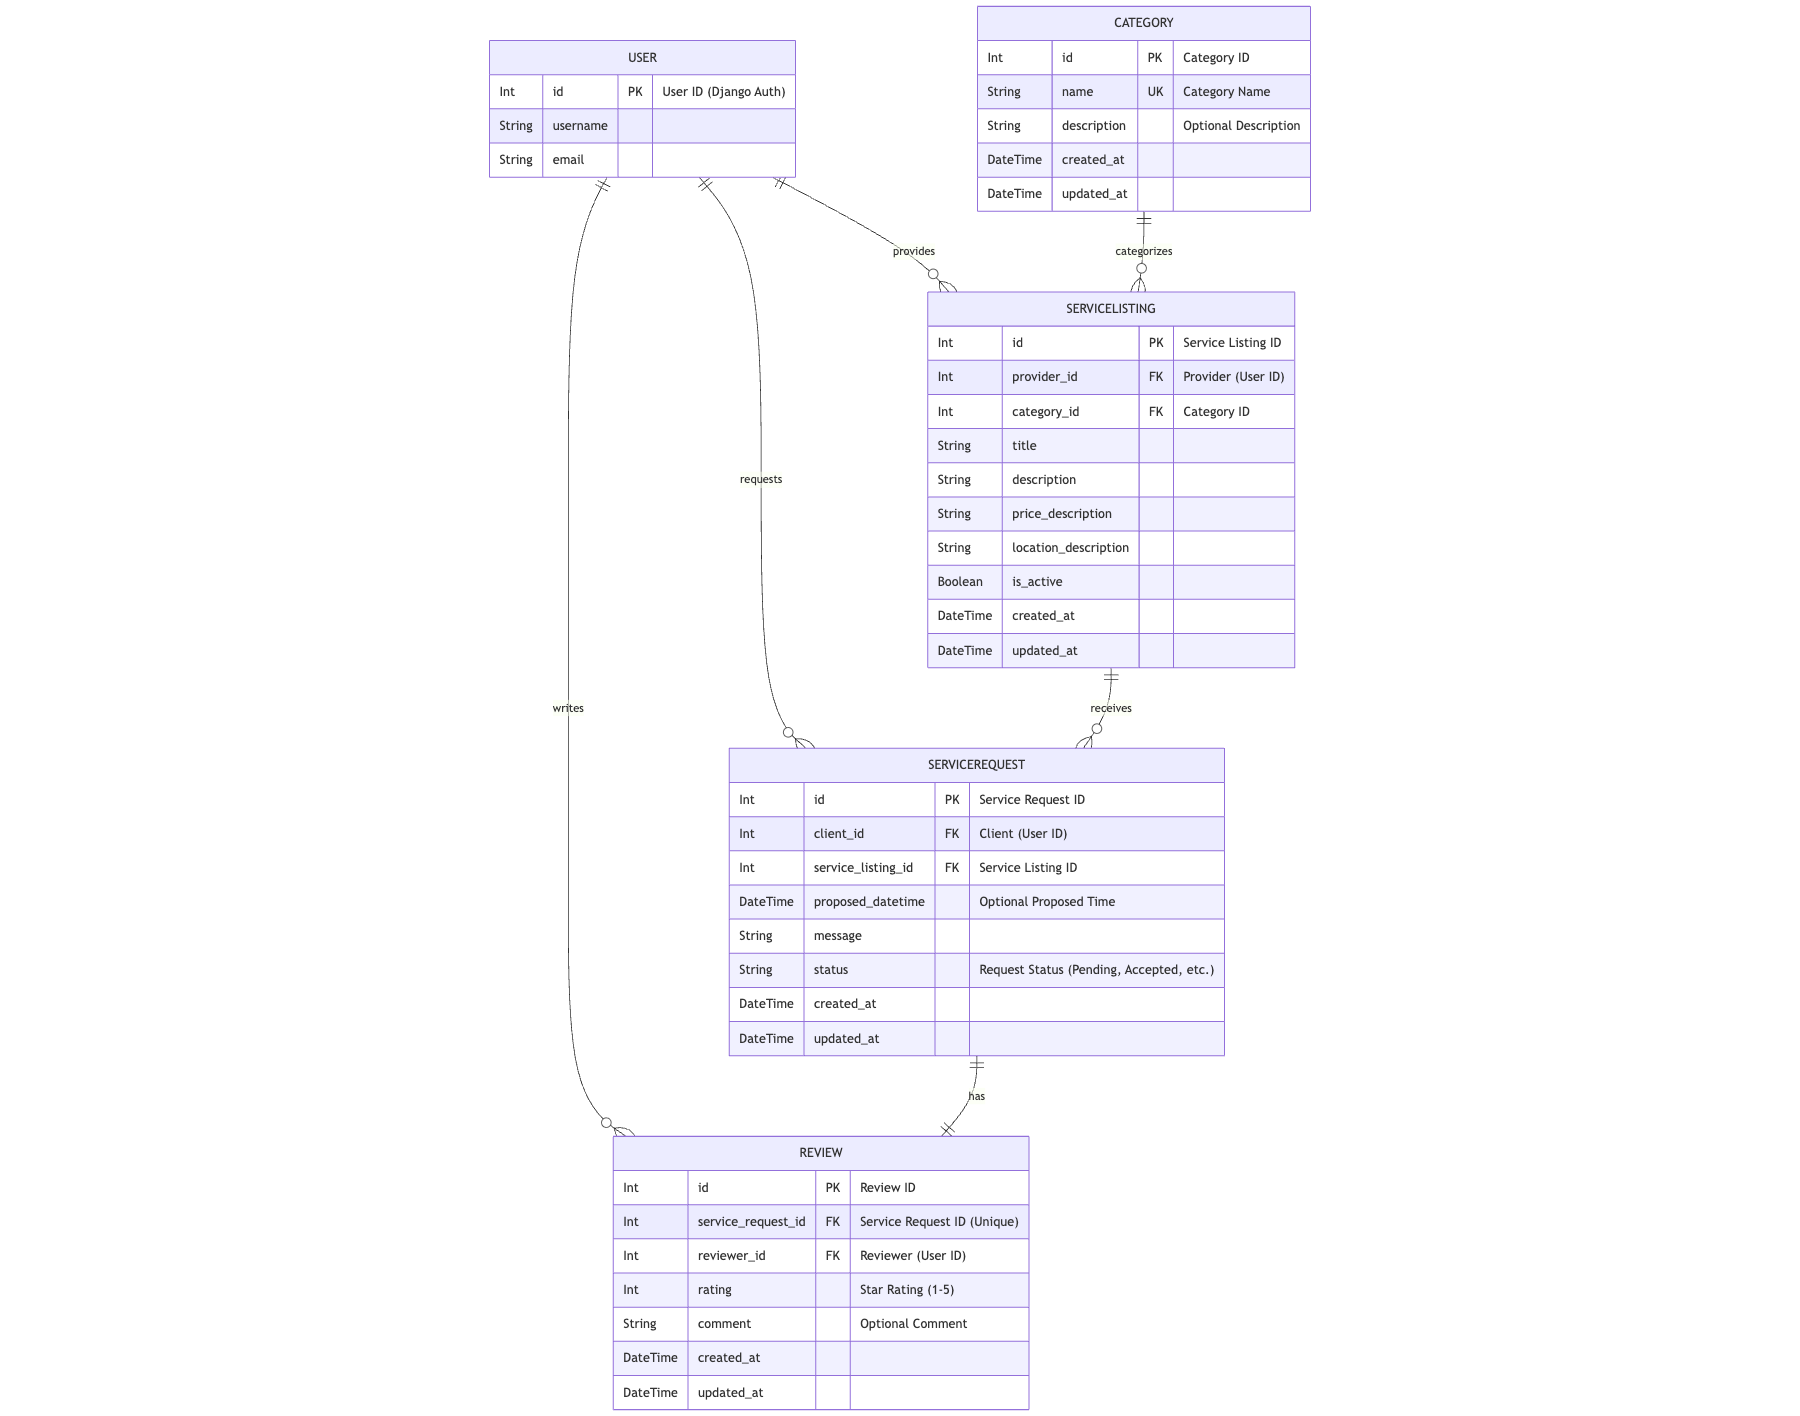 CATEGORY
Int id PK Category ID
String name UK Category Name
String description Optional Description
DateTime created_at
DateTime updated_at
USER
Int id PK User ID (Django Auth)
String username
String email
provides
categorizes
SERVICELISTING
Int id PK Service Listing ID
Int provider_id FK Provider (User ID)
Int category_id FK Category ID
String title
String description
String price_description
String location_description
Boolean is_active
DateTime created_at
DateTime updated_at
requests
writes
receives
SERVICEREQUEST
Int id PK Service Request ID
Int client_id FK Client (User ID)
Int service_listing_id FK Service Listing ID
DateTime proposed_datetime Optional Proposed Time
String message
String status Request Status (Pending, Accepted, etc.)
DateTime created_at
DateTime updated_at
has
REVIEW
Int id PK Review ID
Int service_request_id FK Service Request ID (Unique)
Int reviewer_id FK Reviewer (User ID)
Int rating Star Rating (1-5)
String comment Optional Comment
DateTime created_at
DateTime updated_at